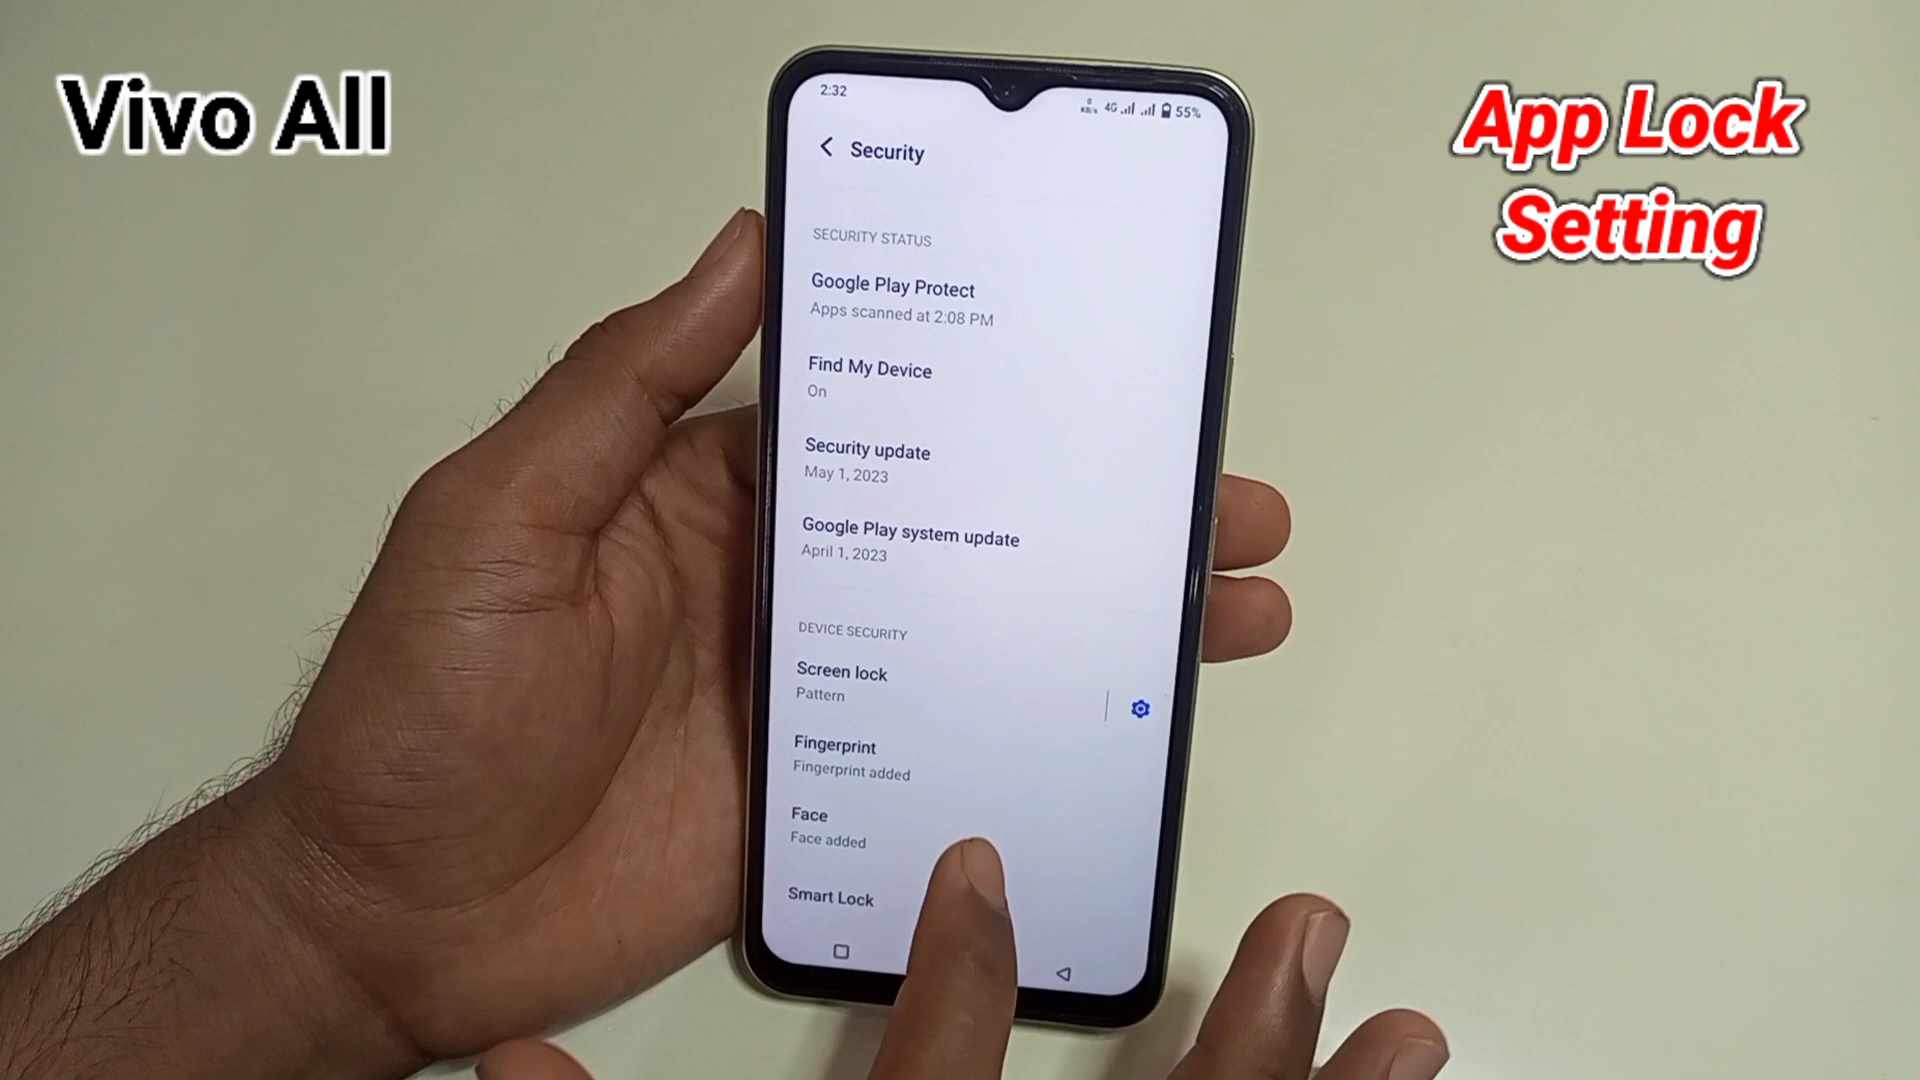 Vivo All
App Lock
Setting
2:32
0
KB/s
4G
55%
Security
SECURITY STATUS
Google Play Protect
Apps scanned at 2:08 PM
Find My Device
On
Security update
May 1, 2023
Google Play system update
April 1, 2023
DEVICE SECURITY
Screen lock
Pattern
Fingerprint
Fingerprint added
Face
Face added
Smart Lock